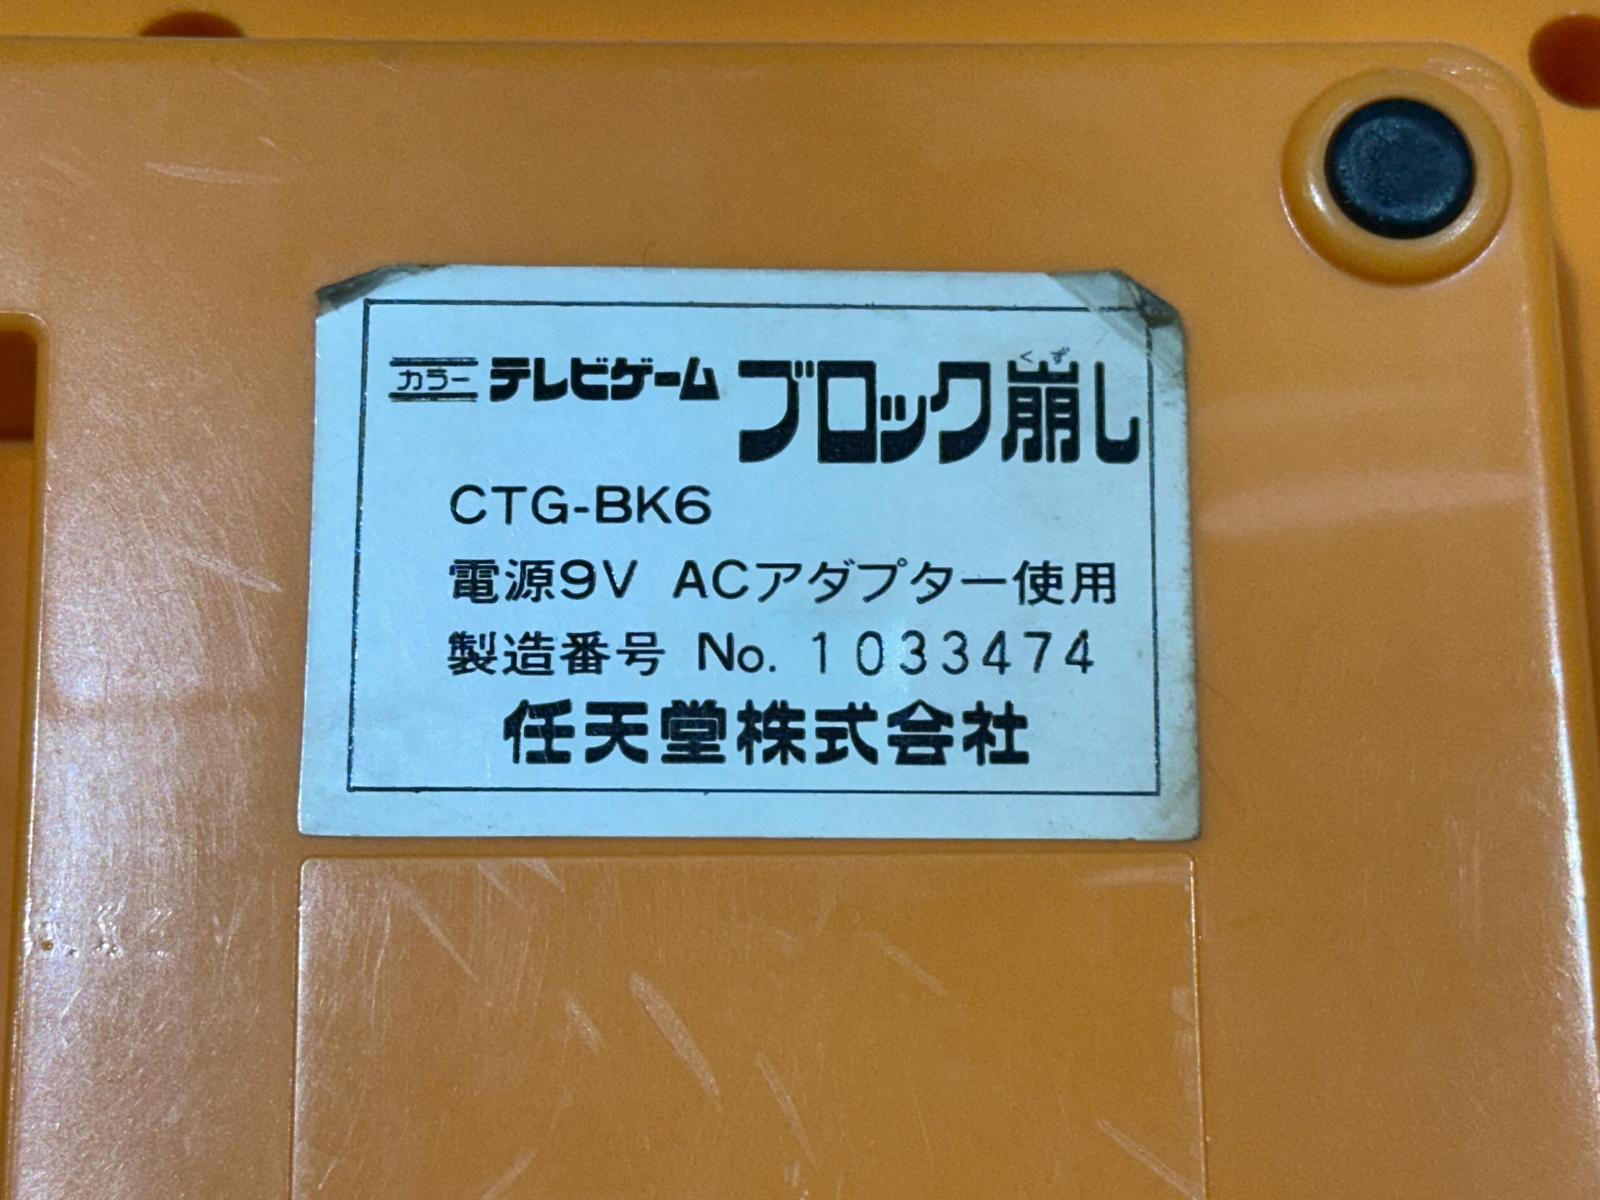 カラー テレビゲーム ブロック崩し
くず
CTG-BK6
電源9V ACアダプター使用
製造番号 No. 1033474
任天堂株式会社